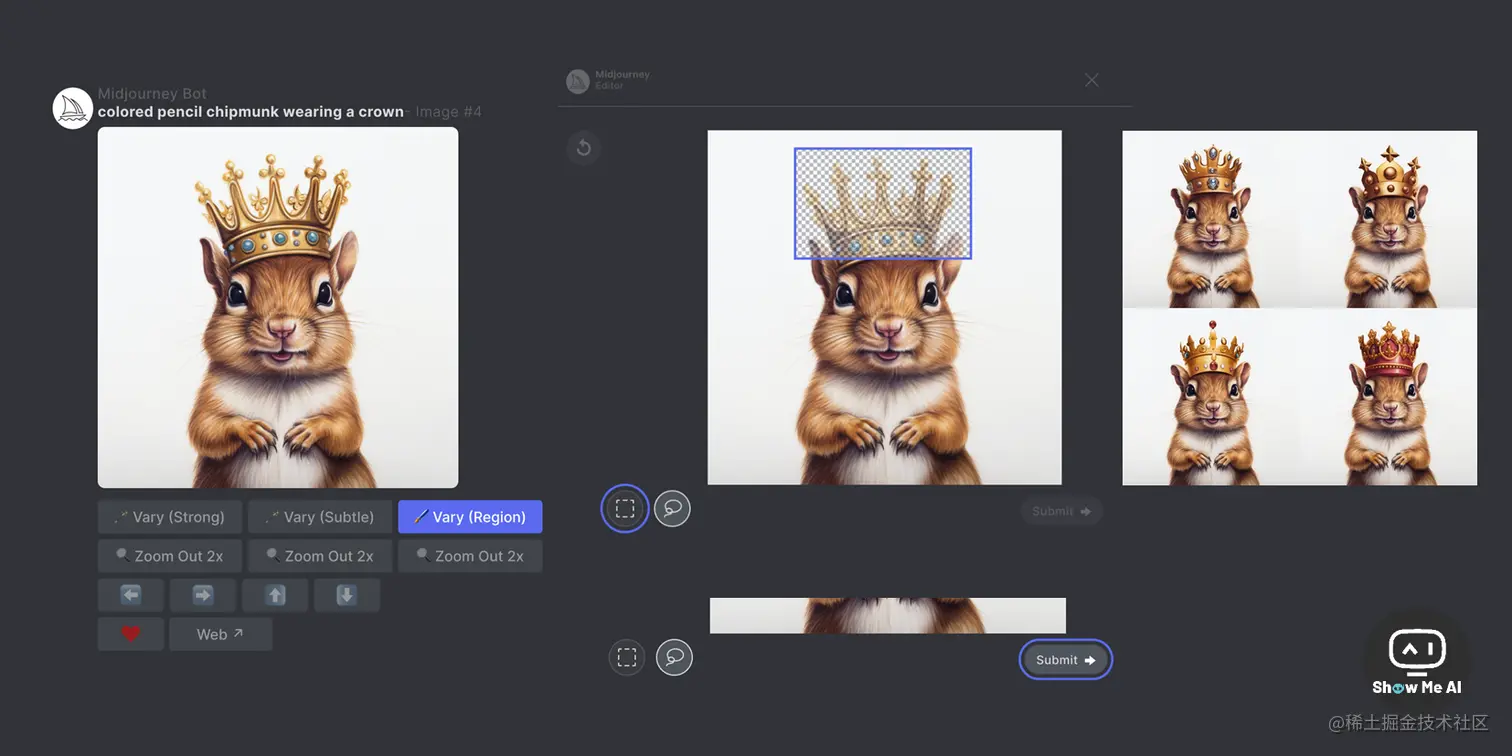 Midjourney Bot
colored pencil chipmunk wearing a crown - Image #4
Vary (Strong)
Vary (Subtle)
Vary (Region)
Zoom Out 2x
Zoom Out 2x
Zoom Out 2x
Web ↗
Midjourney
Editor
Submit
Submit
Show Me AI
@稀土掘金技术社区